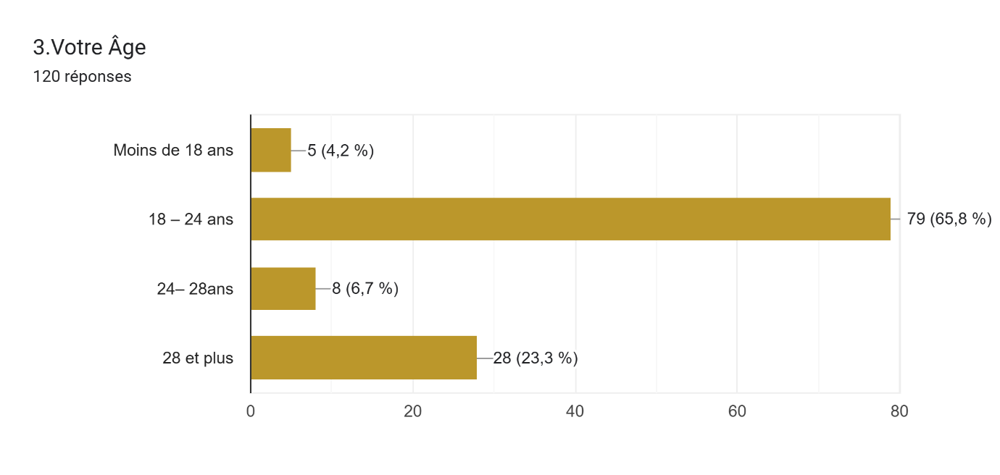 3.Votre Âge
120 réponses
Moins de 18 ans
5 (4,2 %)
18 – 24 ans
79 (65,8 %)
24– 28ans
8 (6,7 %)
28 et plus
28 (23,3 %)
0 20 40 60 80